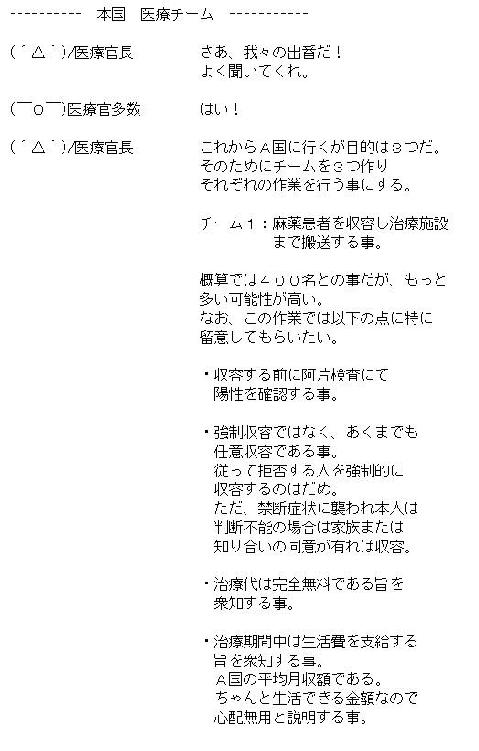 ---------- 本国　医療チーム -----------
(´△｀)/医療官長　さあ、我々の出番だ！
よく聞いてくれ。
(￣○￣)医療官多数　はい！
(´△｀)/医療官長　これからA国に行くが目的は３つだ。
そのためにチームを３つ作り
それぞれの作業を行う事にする。
チーム１：麻薬患者を収容し治療施設
まで搬送する事。
概算では４００名との事だが、もっと
多い可能性が高い。
なお、この作業では以下の点に特に
留意してもらいたい。
・収容する前に阿片検査にて
陽性を確認する事。
・強制収容ではなく、あくまでも
任意収容である事。
従って拒否する人を強制的に
収容するのはだめ。
ただ、禁断症状に襲われ本人は
判断不能の場合は家族または
知り合いの同意が有れば収容。
・治療代は完全無料である旨を
衆知する事。
・治療期間中は生活費を支給する
旨を衆知する事。
A国の平均月収額である。
ちゃんと生活できる金額なので
心配無用と説明する事。